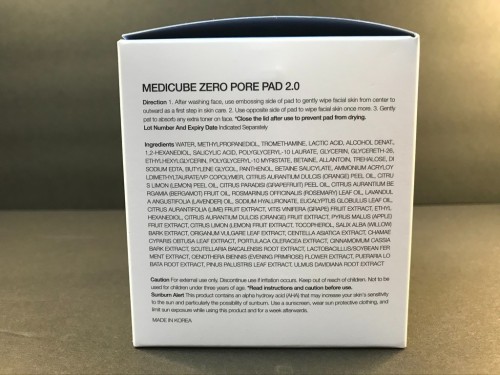 MEDICUBE ZERO PORE PAD 2.0
Direction 1. After washing face, use embossing side of pad to gently wipe facial skin from center to
outward as a first step in skin care. 2. Use opposite side of pad to wipe facial skin once more. 3. Gently
pat to absorb any extra toner on face. *Close the lid after use to prevent pad from drying.
Lot Number And Expiry Date Indicated Separately
Ingredients WATER, METHYLPROPANEDIOL, TROMETHAMINE, LACTIC ACID, ALCOHOL DENAT.,
1,2-HEXANEDIOL, SALICYLIC ACID, POLYGLYCERYL-10 LAURATE, GLYCERIN, GLYCERETH-26,
ETHYLHEXYLGLYCERIN, POLYGLYCERYL-10 MYRISTATE, BETAINE, ALLANTOIN, TREHALOSE, DI
SODIUM EDTA, BUTYLENE GLYCOL, PANTHENOL, BETAINE SALICYLATE, AMMONIUM ACRYLOY
LDIMETHYLTAURATE/VP COPOLYMER, CITRUS AURANTIUM DULCIS (ORANGE) PEEL OIL, CITRU
S LIMON (LEMON) PEEL OIL, CITRUS PARADISI (GRAPEFRUIT) PEEL OIL, CITRUS AURANTIUM BE
RGAMIA (BERGAMOT) FRUIT OIL, ROSMARINUS OFFICINALIS (ROSEMARY) LEAF OIL, LAVANDUL
A ANGUSTIFOLIA (LAVENDER) OIL, SODIUM HYALURONATE, EUCALYPTUS GLOBULUS LEAF OIL,
CITRUS AURANTIFOLIA (LIME) FRUIT EXTRACT, VITIS VINIFERA (GRAPE) FRUIT EXTRACT, ETHYL
HEXANEDIOL, CITRUS AURANTIUM DULCIS (ORANGE) FRUIT EXTRACT, PYRUS MALUS (APPLE)
FRUIT EXTRACT, CITRUS LIMON (LEMON) FRUIT EXTRACT, TOCOPHEROL, SALIX ALBA (WILLOW)
BARK EXTRACT, ORIGANUM VULGARE LEAF EXTRACT, CENTELLA ASIATICA EXTRACT, CHAMAE
CYPARIS OBTUSA LEAF EXTRACT, PORTULACA OLERACEA EXTRACT, CINNAMOMUM CASSIA
BARK EXTRACT, SCUTELLARIA BAICALENSIS ROOT EXTRACT, LACTOBACILLUS/SOYBEAN FER
MENT EXTRACT, OENOTHERA BIENNIS (EVENING PRIMROSE) FLOWER EXTRACT, PUERARIA LO
BATA ROOT EXTRACT, PINUS PALUSTRIS LEAF EXTRACT, ULMUS DAVIDIANA ROOT EXTRACT
Caution For external use only, Discontinue use if irritation occurs, Keep out of reach of children. Not to be
used for children under three years of age. *Read instructions and caution before use.
Sunburn Alert This product contains an alpha hydroxy acid (AHA) that may increase your skin's sensitivity
to the sun and particularly the possibility of sunburn. Use a sunscreen, wear sun protective clothing, and
limit sun exposure while using this product and for a week afterwards.
MADE IN KOREA